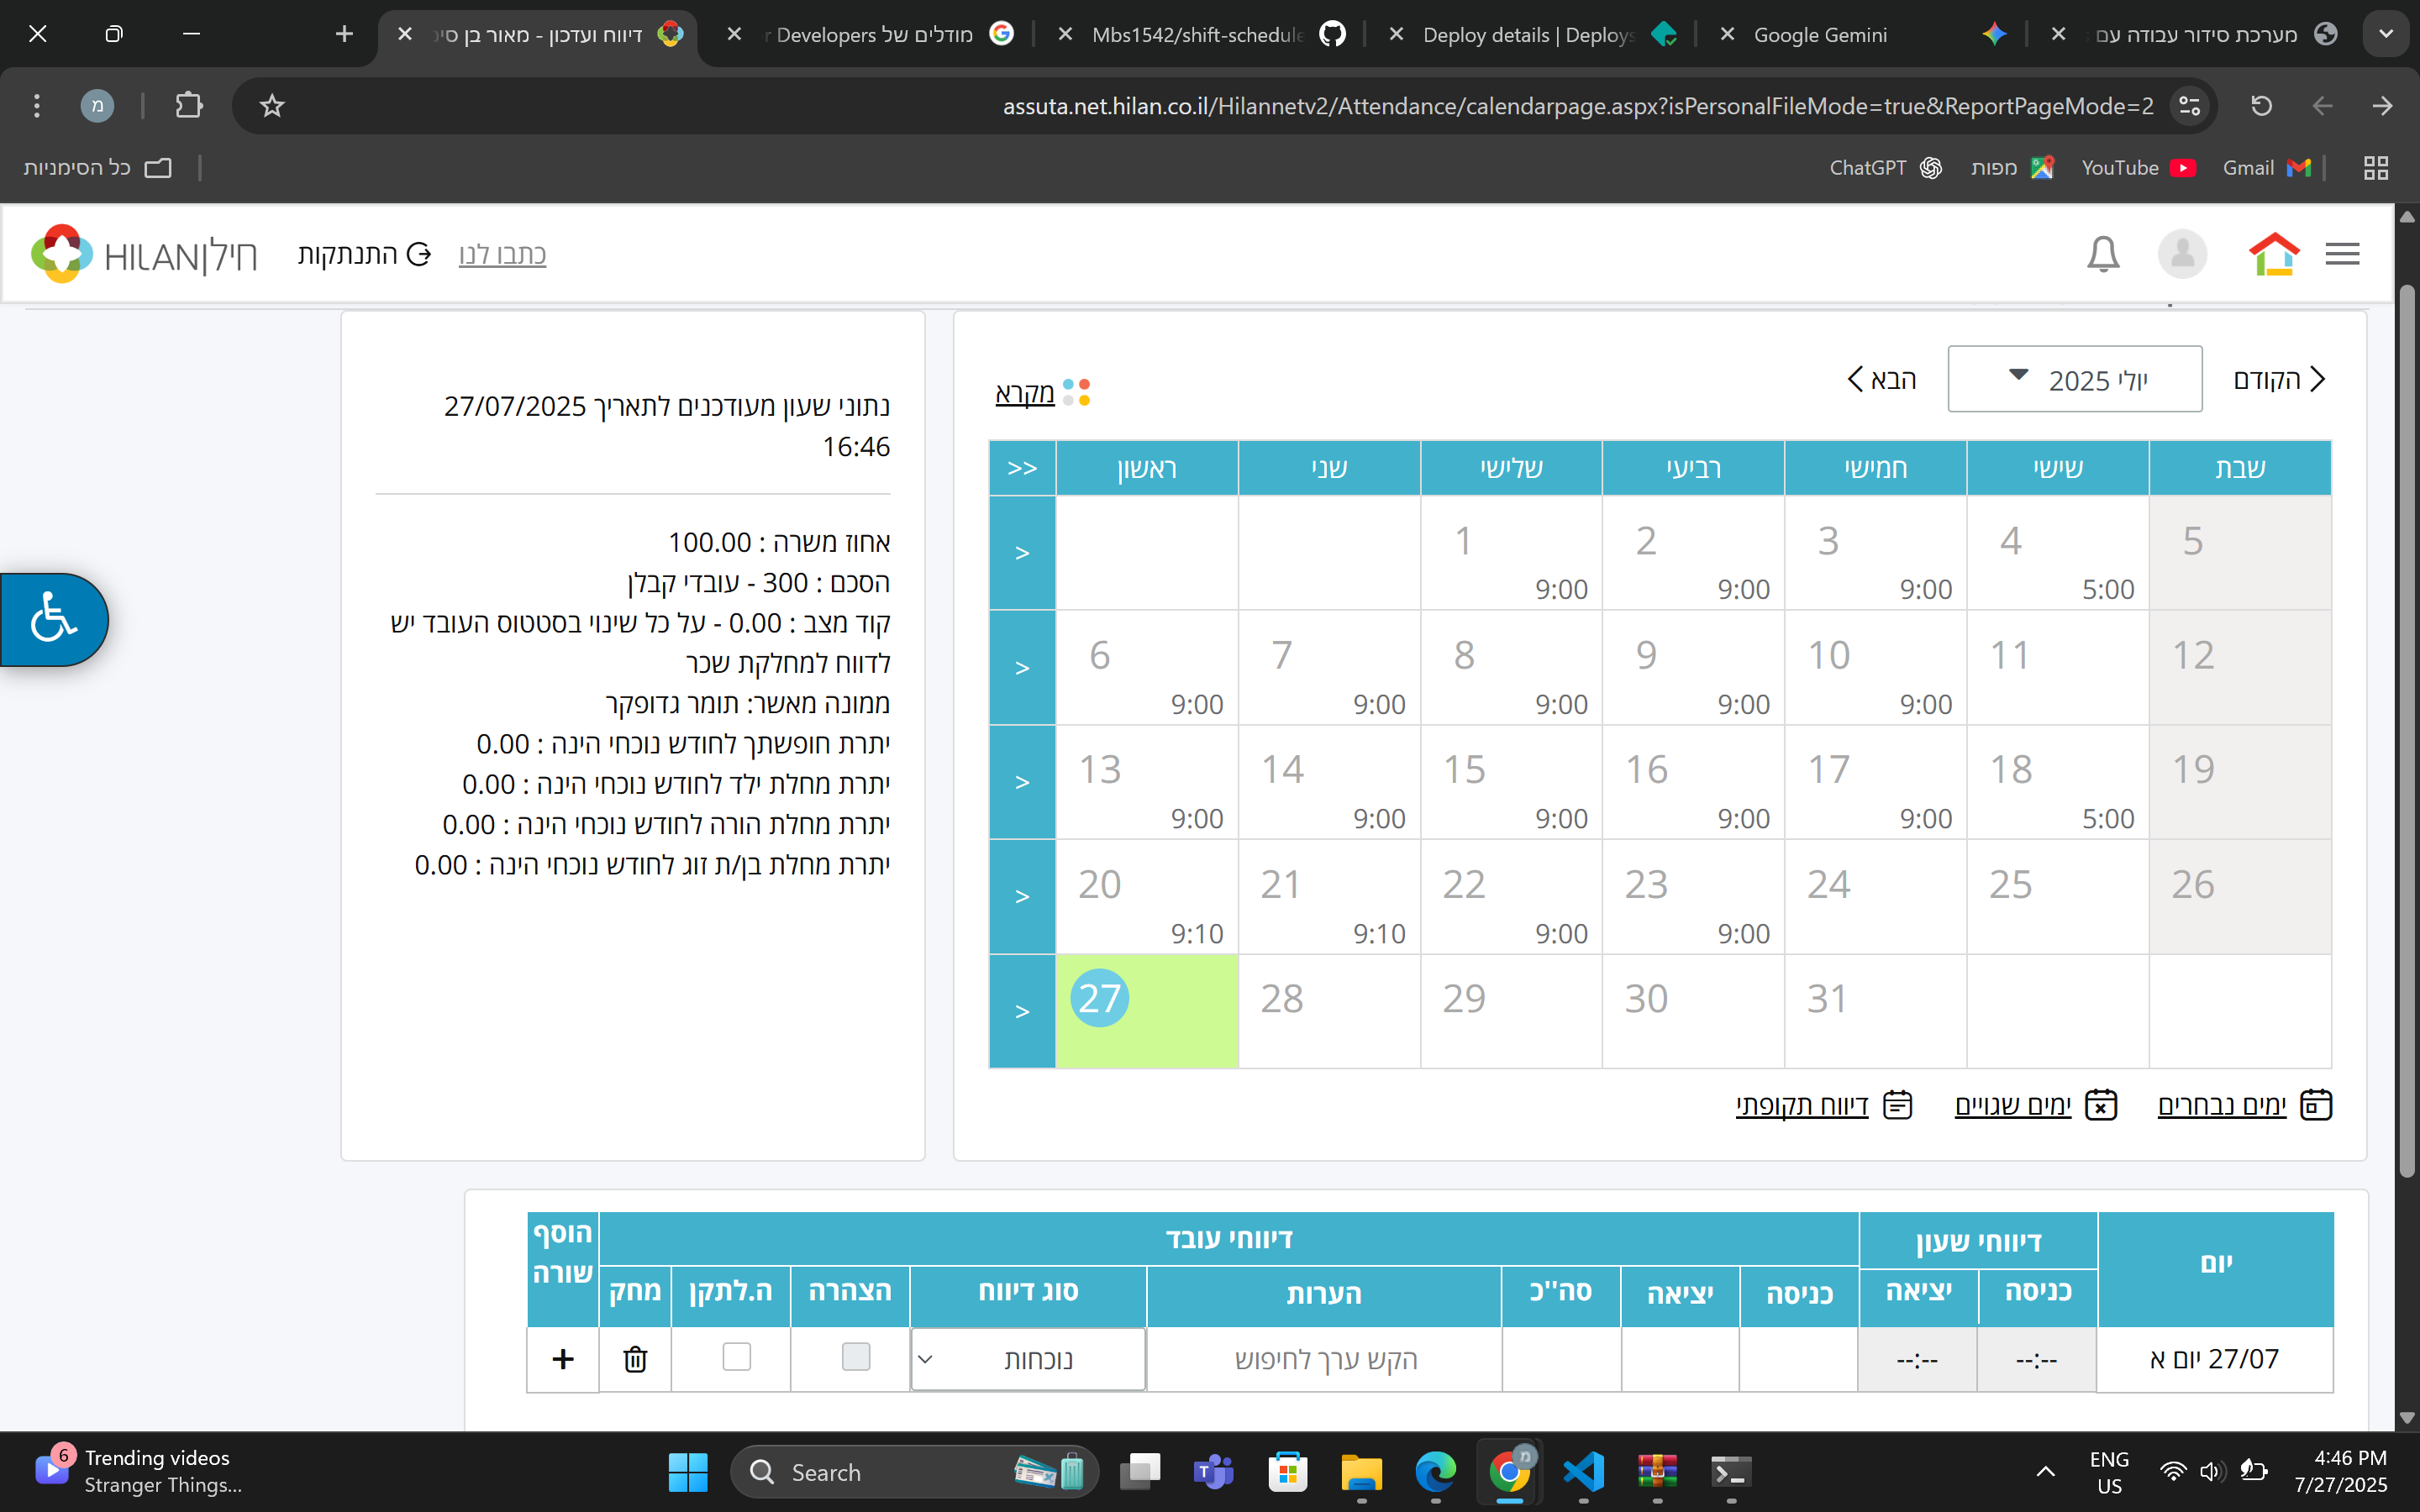 דיווח ועדכון - מאור בן סימ
מודלים של Developers
Mbs1542/shift-schedule
Deploy details | Deploys
Google Gemini
מערכת סידור עבודה עם
מ
assuta.net.hilan.co.il/Hilannetv2/Attendance/calendarpage.aspx?isPersonalFileMode=true&ReportPageMode=2
כל הסימניות
ChatGPT
מפות
YouTube
Gmail
HILAN|חילן
התנתקות
כתבו לנו
הקודם
יולי 2025
הבא
מקרא
שבת שישי חמישי רביעי שלישי שני ראשון >>
1 2 3 4 5
9:00 9:00 9:00 5:00
6 7 8 9 10 11 12
9:00 9:00 9:00 9:00 9:00
13 14 15 16 17 18 19
9:00 9:00 9:00 9:00 9:00 5:00
20 21 22 23 24 25 26
9:10 9:10 9:00 9:00
27 28 29 30 31
ימים נבחרים
ימים שגויים
דיווח תקופתי
נתוני שעון מעודכנים לתאריך 27/07/2025
16:46
אחוז משרה : 100.00
הסכם : 300 - עובדי קבלן
קוד מצב : 0.00 - על כל שינוי בסטטוס העובד יש
לדווח למחלקת שכר
ממונה מאשר: תומר גדופקר
יתרת חופשתך לחודש נוכחי הינה : 0.00
יתרת מחלת ילד לחודש נוכחי הינה : 0.00
יתרת מחלת הורה לחודש נוכחי הינה : 0.00
יתרת מחלת בן/ת זוג לחודש נוכחי הינה : 0.00
יום
דיווחי שעון
דיווחי עובד
הוסף שורה
כניסה יציאה כניסה יציאה סה''כ הערות סוג דיווח הצהרה ה.לתקן מחק
27/07 יום א --:-- --:-- הקש ערך לחיפוש נוכחות +
6
Trending videos
Stranger Things...
Search
מ
ENG
US
4:46 PM
7/27/2025